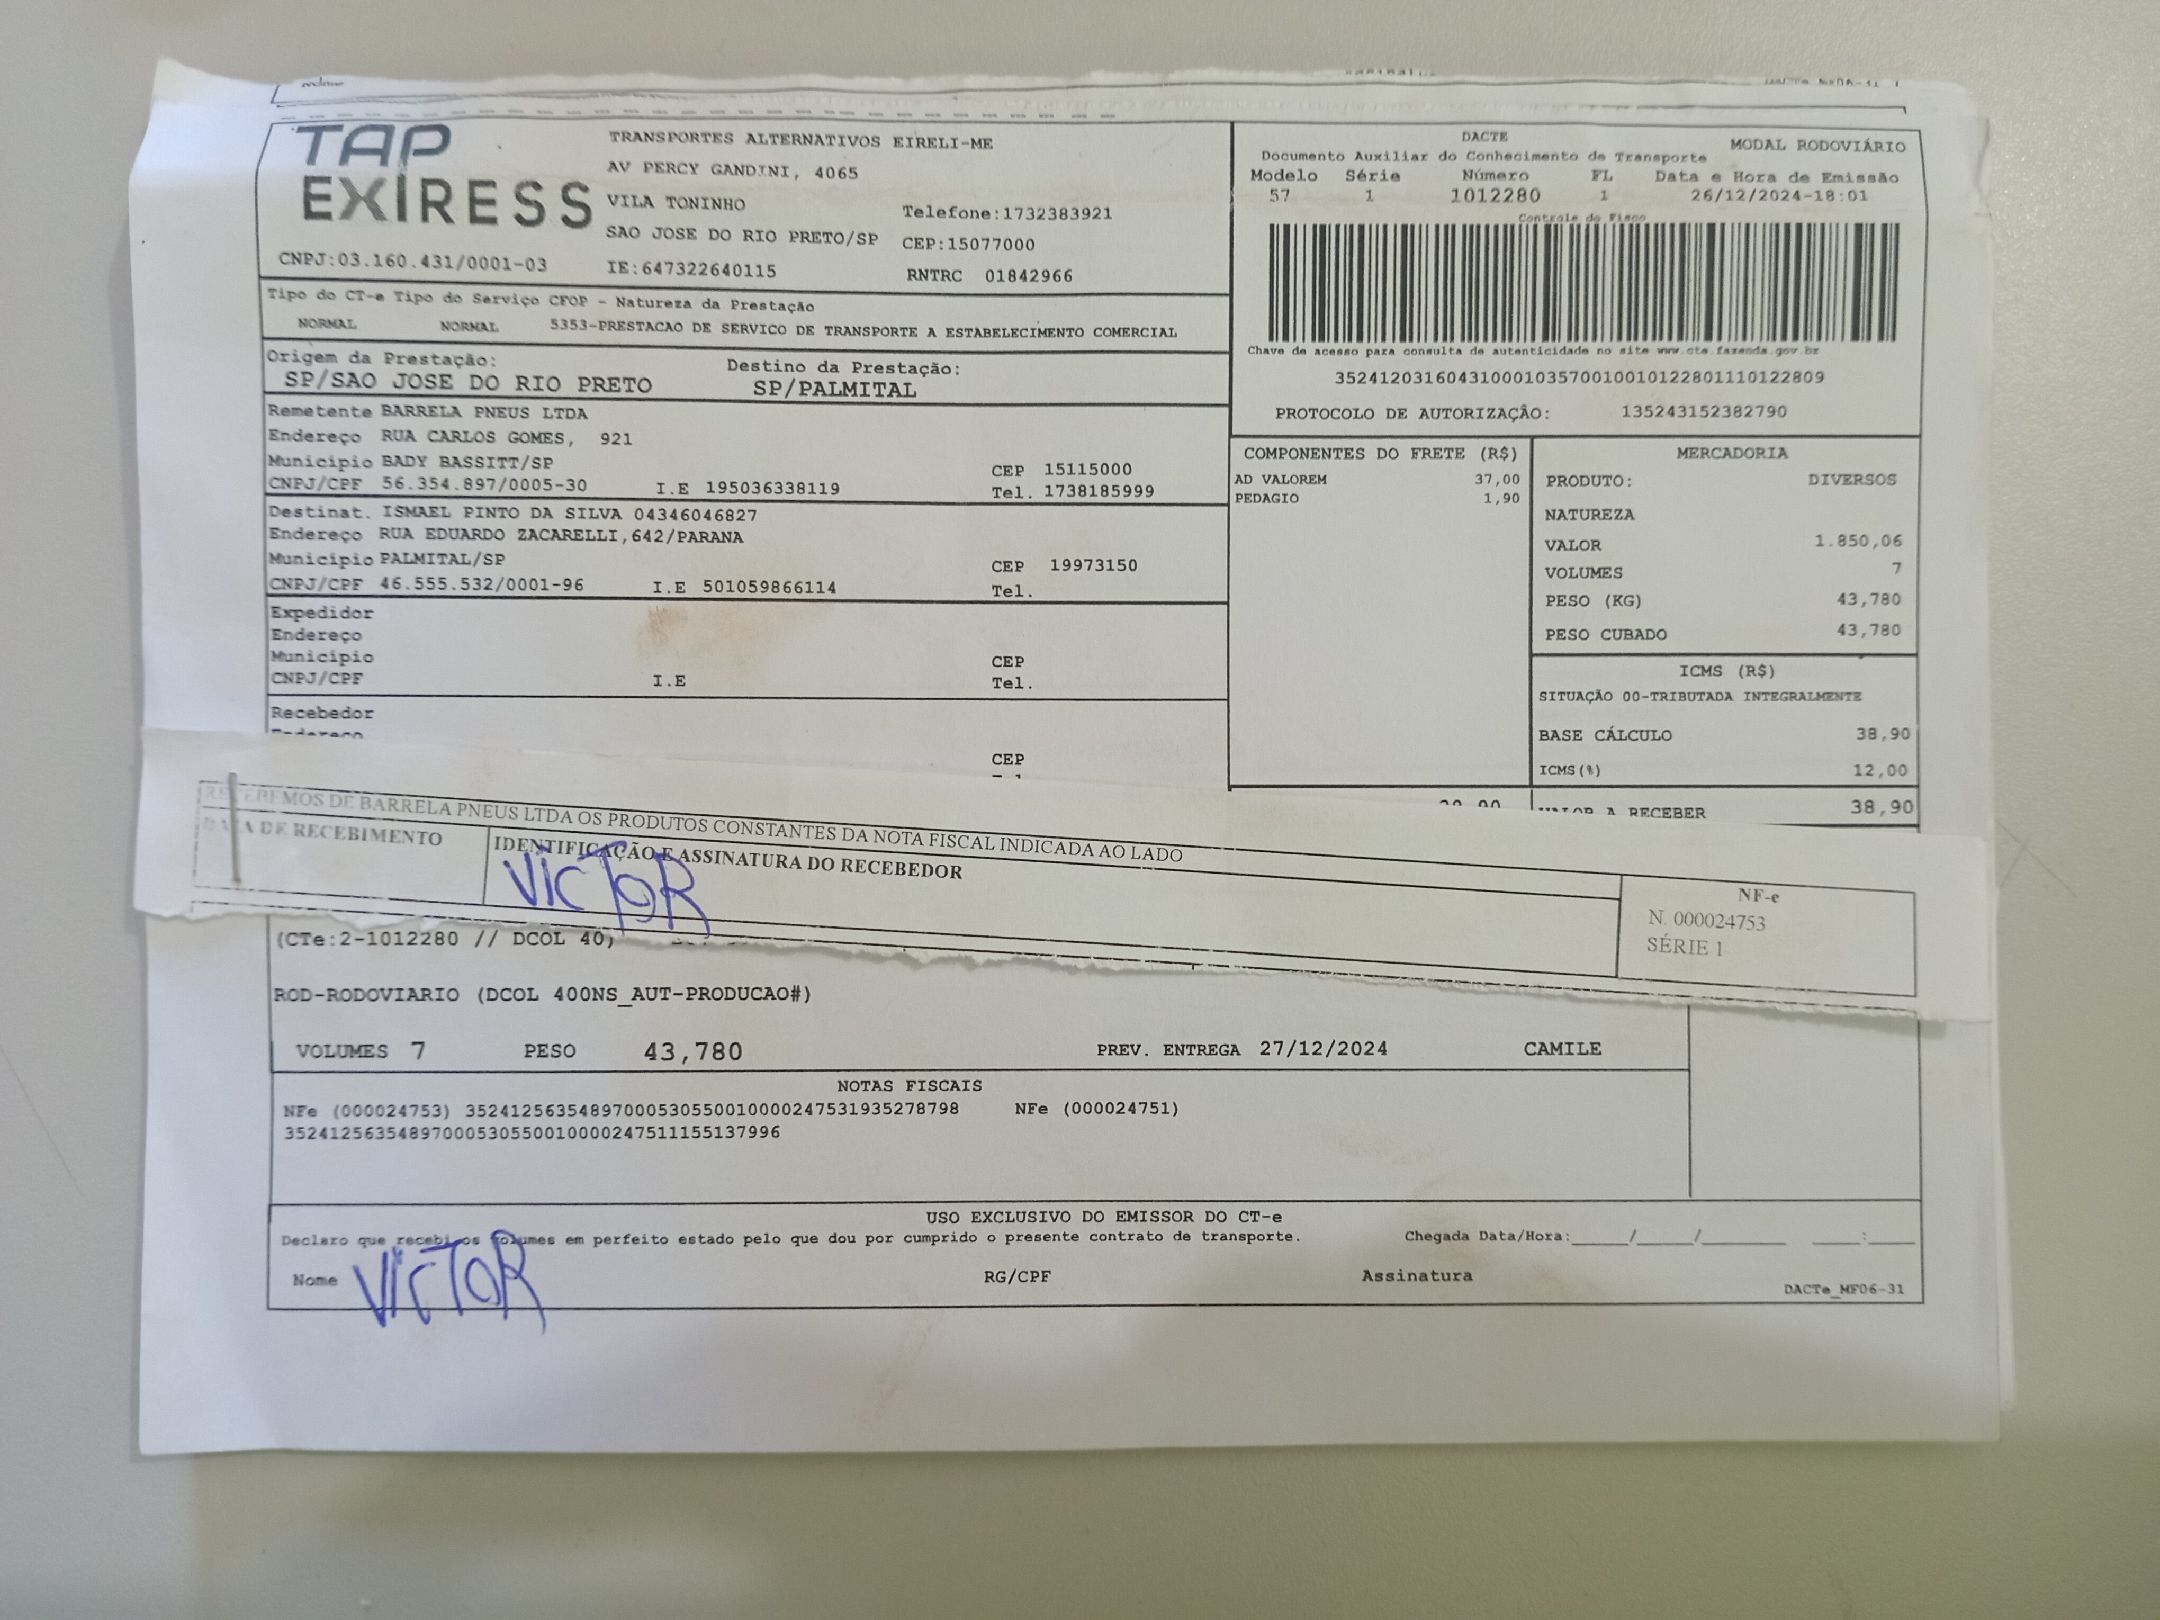 TAP
EXIRESS
TRANSPORTES ALTERNATIVOS EIRELI-ME
AV PERCY GANDINI, 4065
VILA TONINHO
Telefone:1732383921
SAO JOSE DO RIO PRETO/SP CEP:15077000
CNPJ:03.160.431/0001-03 IE:647322640115 RNTRC 01842966
DACTE
MODAL RODOVIÁRIO
Documento Auxiliar do Conhecimento de Transporte
Modelo Série Número FL Data e Hora de Emissão
57 1 1012280 1 26/12/2024-18:01
Controle do Fisco
Chave de acesso para consulta de autenticidade no site www.cte.fazenda.gov.br
35241203160431000103570010010122801110122809
PROTOCOLO DE AUTORIZAÇÃO: 135243152382790
Tipo do CT-e Tipo do Serviço CFOP - Natureza da Prestação
NORMAL NORMAL 5353-PRESTACAO DE SERVICO DE TRANSPORTE A ESTABELECIMENTO COMERCIAL
Origem da Prestação: Destino da Prestação:
SP/SAO JOSE DO RIO PRETO SP/PALMITAL
Remetente BARRELA PNEUS LTDA
Endereço RUA CARLOS GOMES, 921
Municipio BADY BASSITT/SP CEP 15115000
CNPJ/CPF 56.354.897/0005-30 I.E 195036338119 Tel. 1738185999
Destinat. ISMAEL PINTO DA SILVA 04346046827
Endereço RUA EDUARDO ZACARELLI,642/PARANA
Municipio PALMITAL/SP CEP 19973150
CNPJ/CPF 46.555.532/0001-96 I.E 501059866114 Tel.
Expedidor
Endereço
Municipio CEP
CNPJ/CPF I.E Tel.
Recebedor
Endereço
CEP
COMPONENTES DO FRETE (R$)
AD VALOREM 37,00
PEDAGIO 1,90
MERCADORIA
PRODUTO: DIVERSOS
NATUREZA
VALOR 1.850,06
VOLUMES 7
PESO (KG) 43,780
PESO CUBADO 43,780
ICMS (R$)
SITUAÇÃO 00-TRIBUTADA INTEGRALMENTE
BASE CÁLCULO 38,90
ICMS(%) 12,00
VALOR A RECEBER 38,90
RECEBEMOS DE BARRELA PNEUS LTDA OS PRODUTOS CONSTANTES DA NOTA FISCAL INDICADA AO LADO
DATA DE RECEBIMENTO IDENTIFICAÇÃO E ASSINATURA DO RECEBEDOR
VICTOR
NF-e
N. 000024753
SÉRIE 1
(CTe:2-1012280 // DCOL 40)
ROD-RODOVIARIO (DCOL 400NS_AUT-PRODUCAO#)
VOLUMES 7 PESO 43,780 PREV. ENTREGA 27/12/2024 CAMILE
NOTAS FISCAIS
NFe (000024753) 35241256354897000530550010000247531935278798 NFe (000024751)
35241256354897000530550010000247511155137996
USO EXCLUSIVO DO EMISSOR DO CT-e
Declaro que recebi os volumes em perfeito estado pelo que dou por cumprido o presente contrato de transporte. Chegada Data/Hora:_____/_____/_______ ____:____
Nome VICTOR RG/CPF Assinatura
DACTe_MF06-31